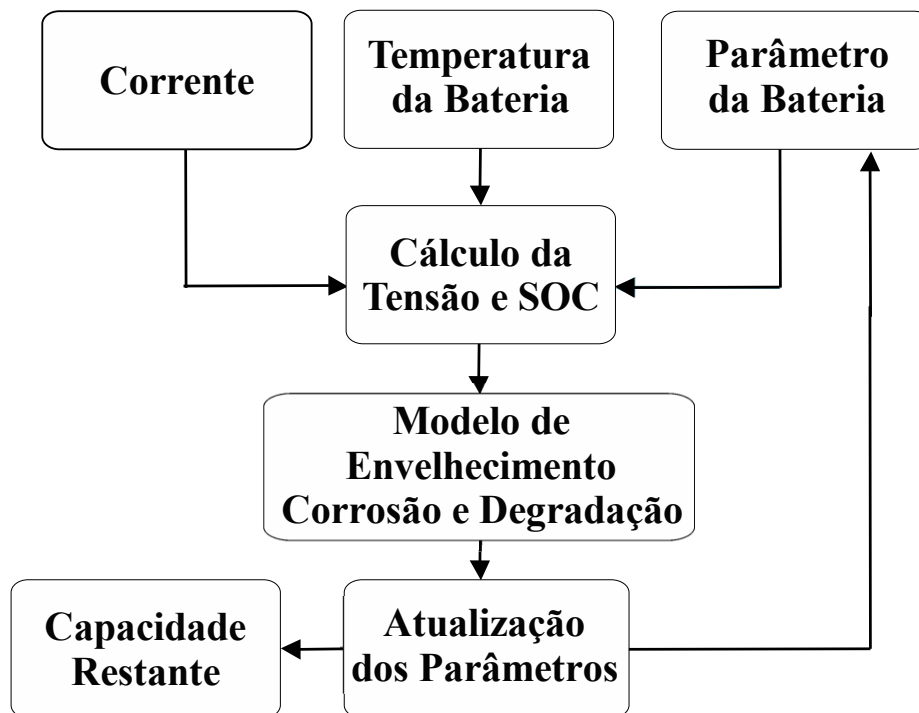 Corrente
Temperatura
da Bateria
Parâmetro
da Bateria
Cálculo da
Tensão e SOC
Modelo de
Envelhecimento
Corrosão e Degradação
Capacidade
Restante
Atualização
dos Parâmetros